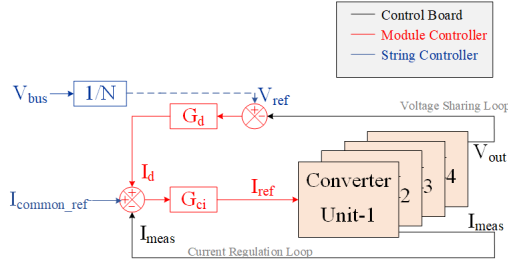 Control Board
Module Controller
String Controller
V_bus
1/N
V_ref
G_d
Voltage Sharing Loop
V_out
I_d
I_common_ref
G_ci
I_ref
Converter
Unit-1
-2
-3
4
I_meas
I_meas
Current Regulation Loop